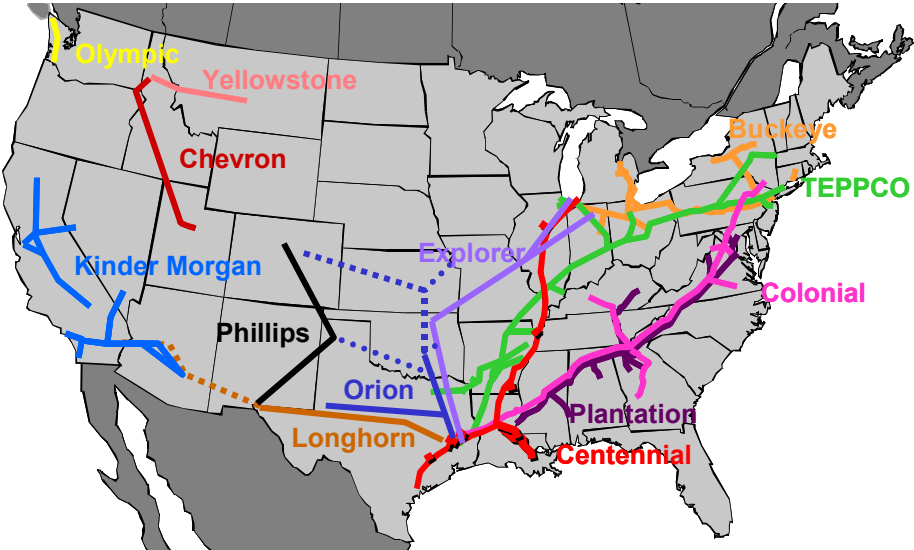 Olympic
Yellowstone
Buckeye
Chevron
TEPPCO
Explorer
Kinder Morgan
Colonial
Phillips
Orion
Plantation
Longhorn
Centennial